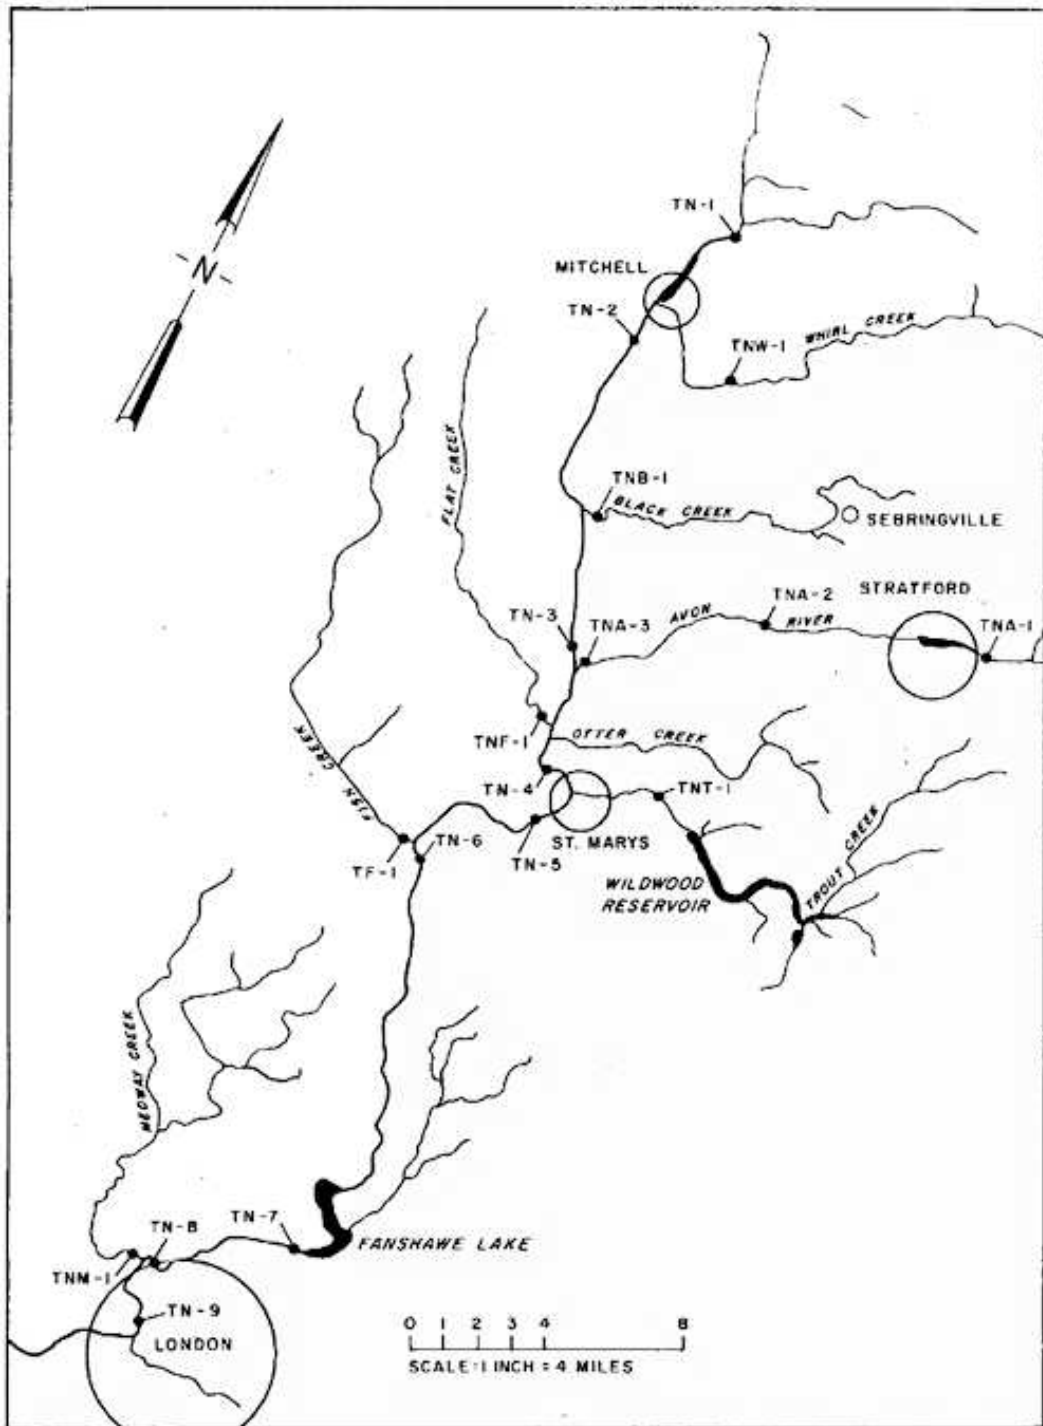 TN-1
N
MITCHELL
TN-2
TNW-1
WHIRL CREEK
FLAT CREEK
TNB-1
BLACK CREEK
SEBRINGVILLE
STRATFORD
TNA-2
TN-3
TNA-3
AVON
RIVER
TNA-1
FISH CREEK
TNF-1
OTTER CREEK
TN-4
TNT-1
TN-6
ST. MARYS
TF-1
TN-5
WILDWOOD
RESERVOIR
TROUT CREEK
MEDWAY CREEK
TN-7
TN-8
FANSHAWE LAKE
TNM-1
TN-9
LONDON
0 1 2 3 4 8
SCALE: 1 INCH = 4 MILES